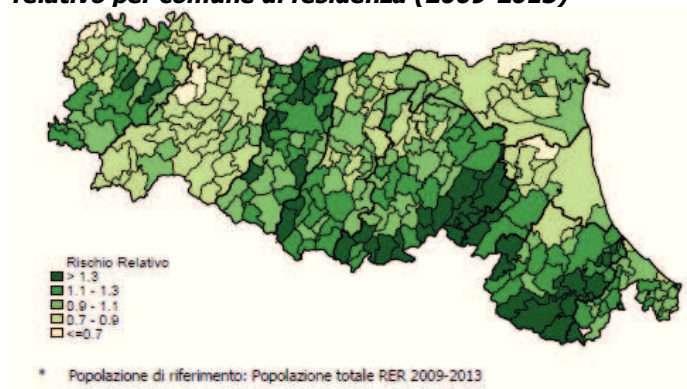 relativo per comune di residenza (2009-2013)
Rischio Relativo
> 1.3
1.1 - 1.3
0.9 - 1.1
0.7 - 0.9
<=0.7
* Popolazione di riferimento: Popolazione totale RER 2009-2013